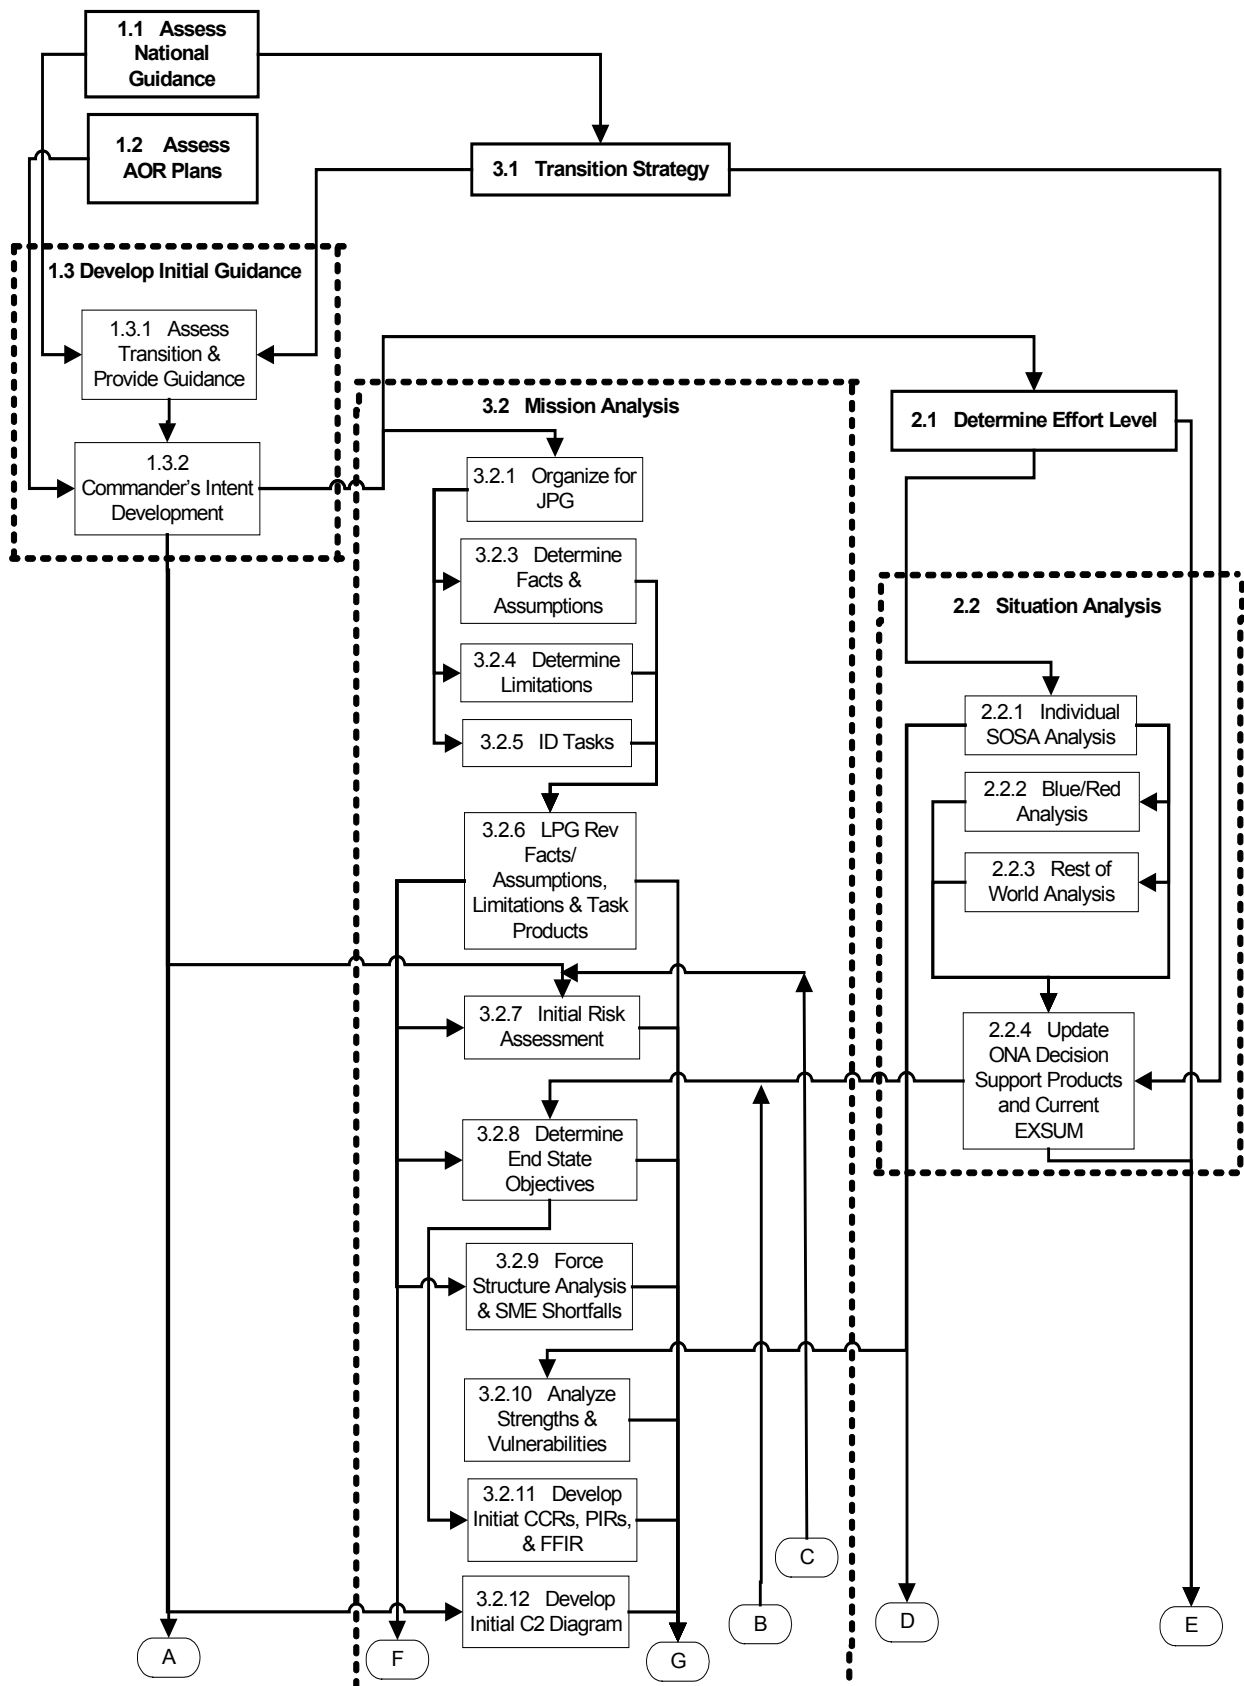 1.1 Assess
National
Guidance
1.2 Assess
AOR Plans
3.1 Transition Strategy
1.3 Develop Initial Guidance
1.3.1 Assess
Transition &
Provide Guidance
1.3.2
Commander's Intent
Development
3.2 Mission Analysis
3.2.1 Organize for
JPG
3.2.3 Determine
Facts &
Assumptions
3.2.4 Determine
Limitations
3.2.5 ID Tasks
3.2.6 LPG Rev
Facts/
Assumptions,
Limitations & Task
Products
3.2.7 Initial Risk
Assessment
3.2.8 Determine
End State
Objectives
3.2.9 Force
Structure Analysis
& SME Shortfalls
3.2.10 Analyze
Strengths &
Vulnerabilities
3.2.11 Develop
Initiat CCRs, PIRs,
& FFIR
3.2.12 Develop
Initial C2 Diagram
2.1 Determine Effort Level
2.2 Situation Analysis
2.2.1 Individual
SOSA Analysis
2.2.2 Blue/Red
Analysis
2.2.3 Rest of
World Analysis
2.2.4 Update
ONA Decision
Support Products
and Current
EXSUM
A
F
G
B
C
D
E